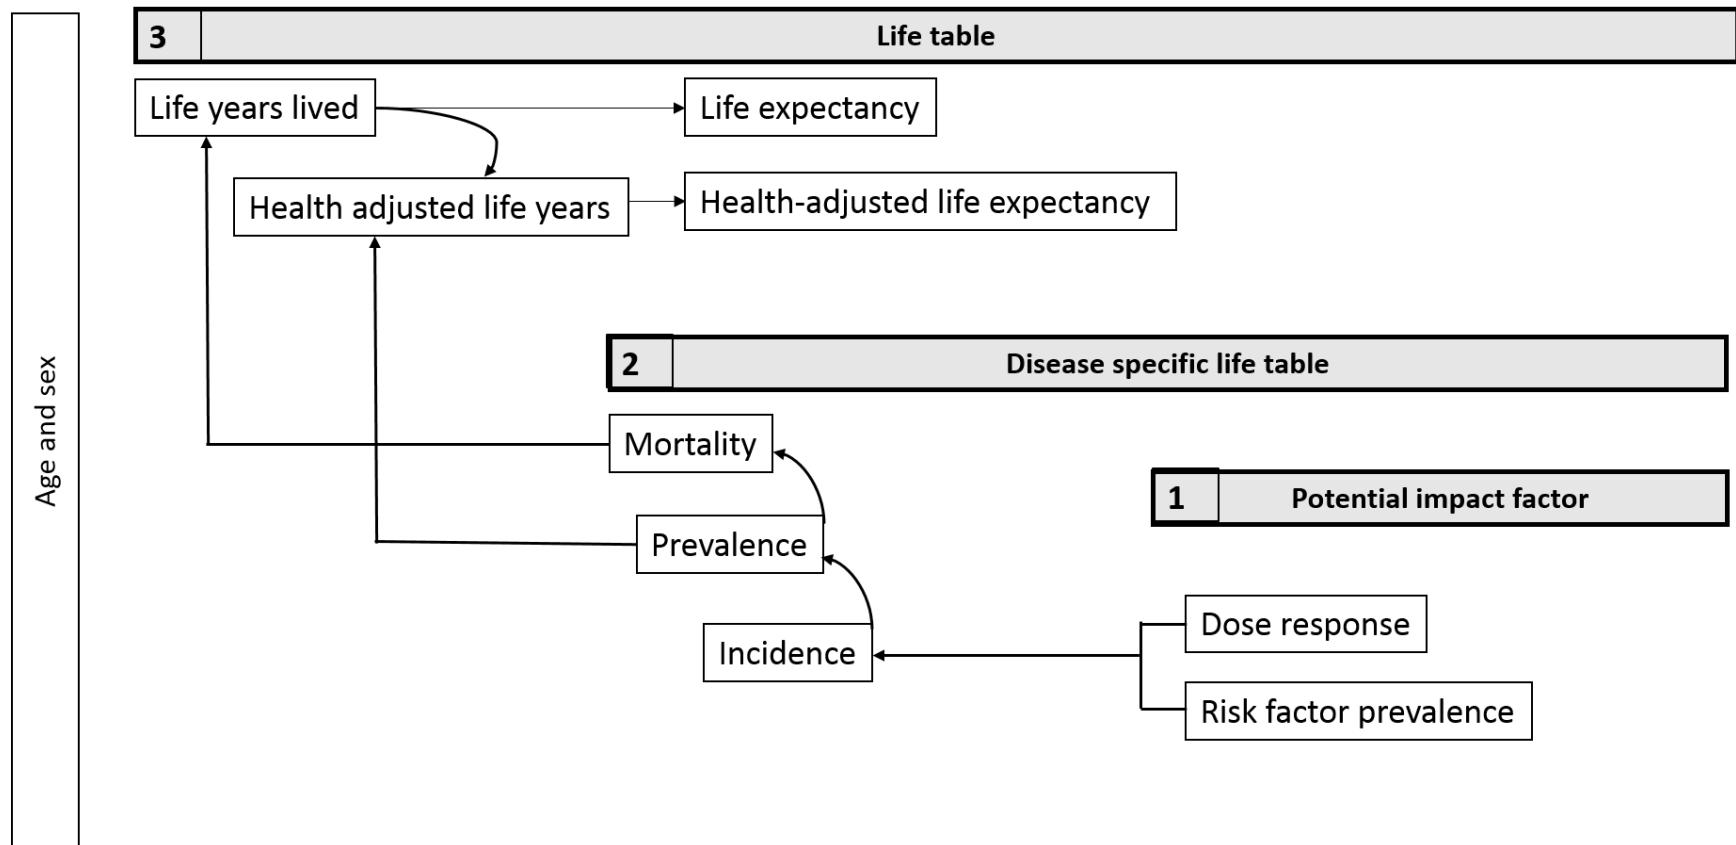 3 Life table
Life years lived
Life expectancy
Health adjusted life years
Health-adjusted life expectancy
Age and sex
2 Disease specific life table
Mortality
1 Potential impact factor
Prevalence
Dose response
Incidence
Risk factor prevalence